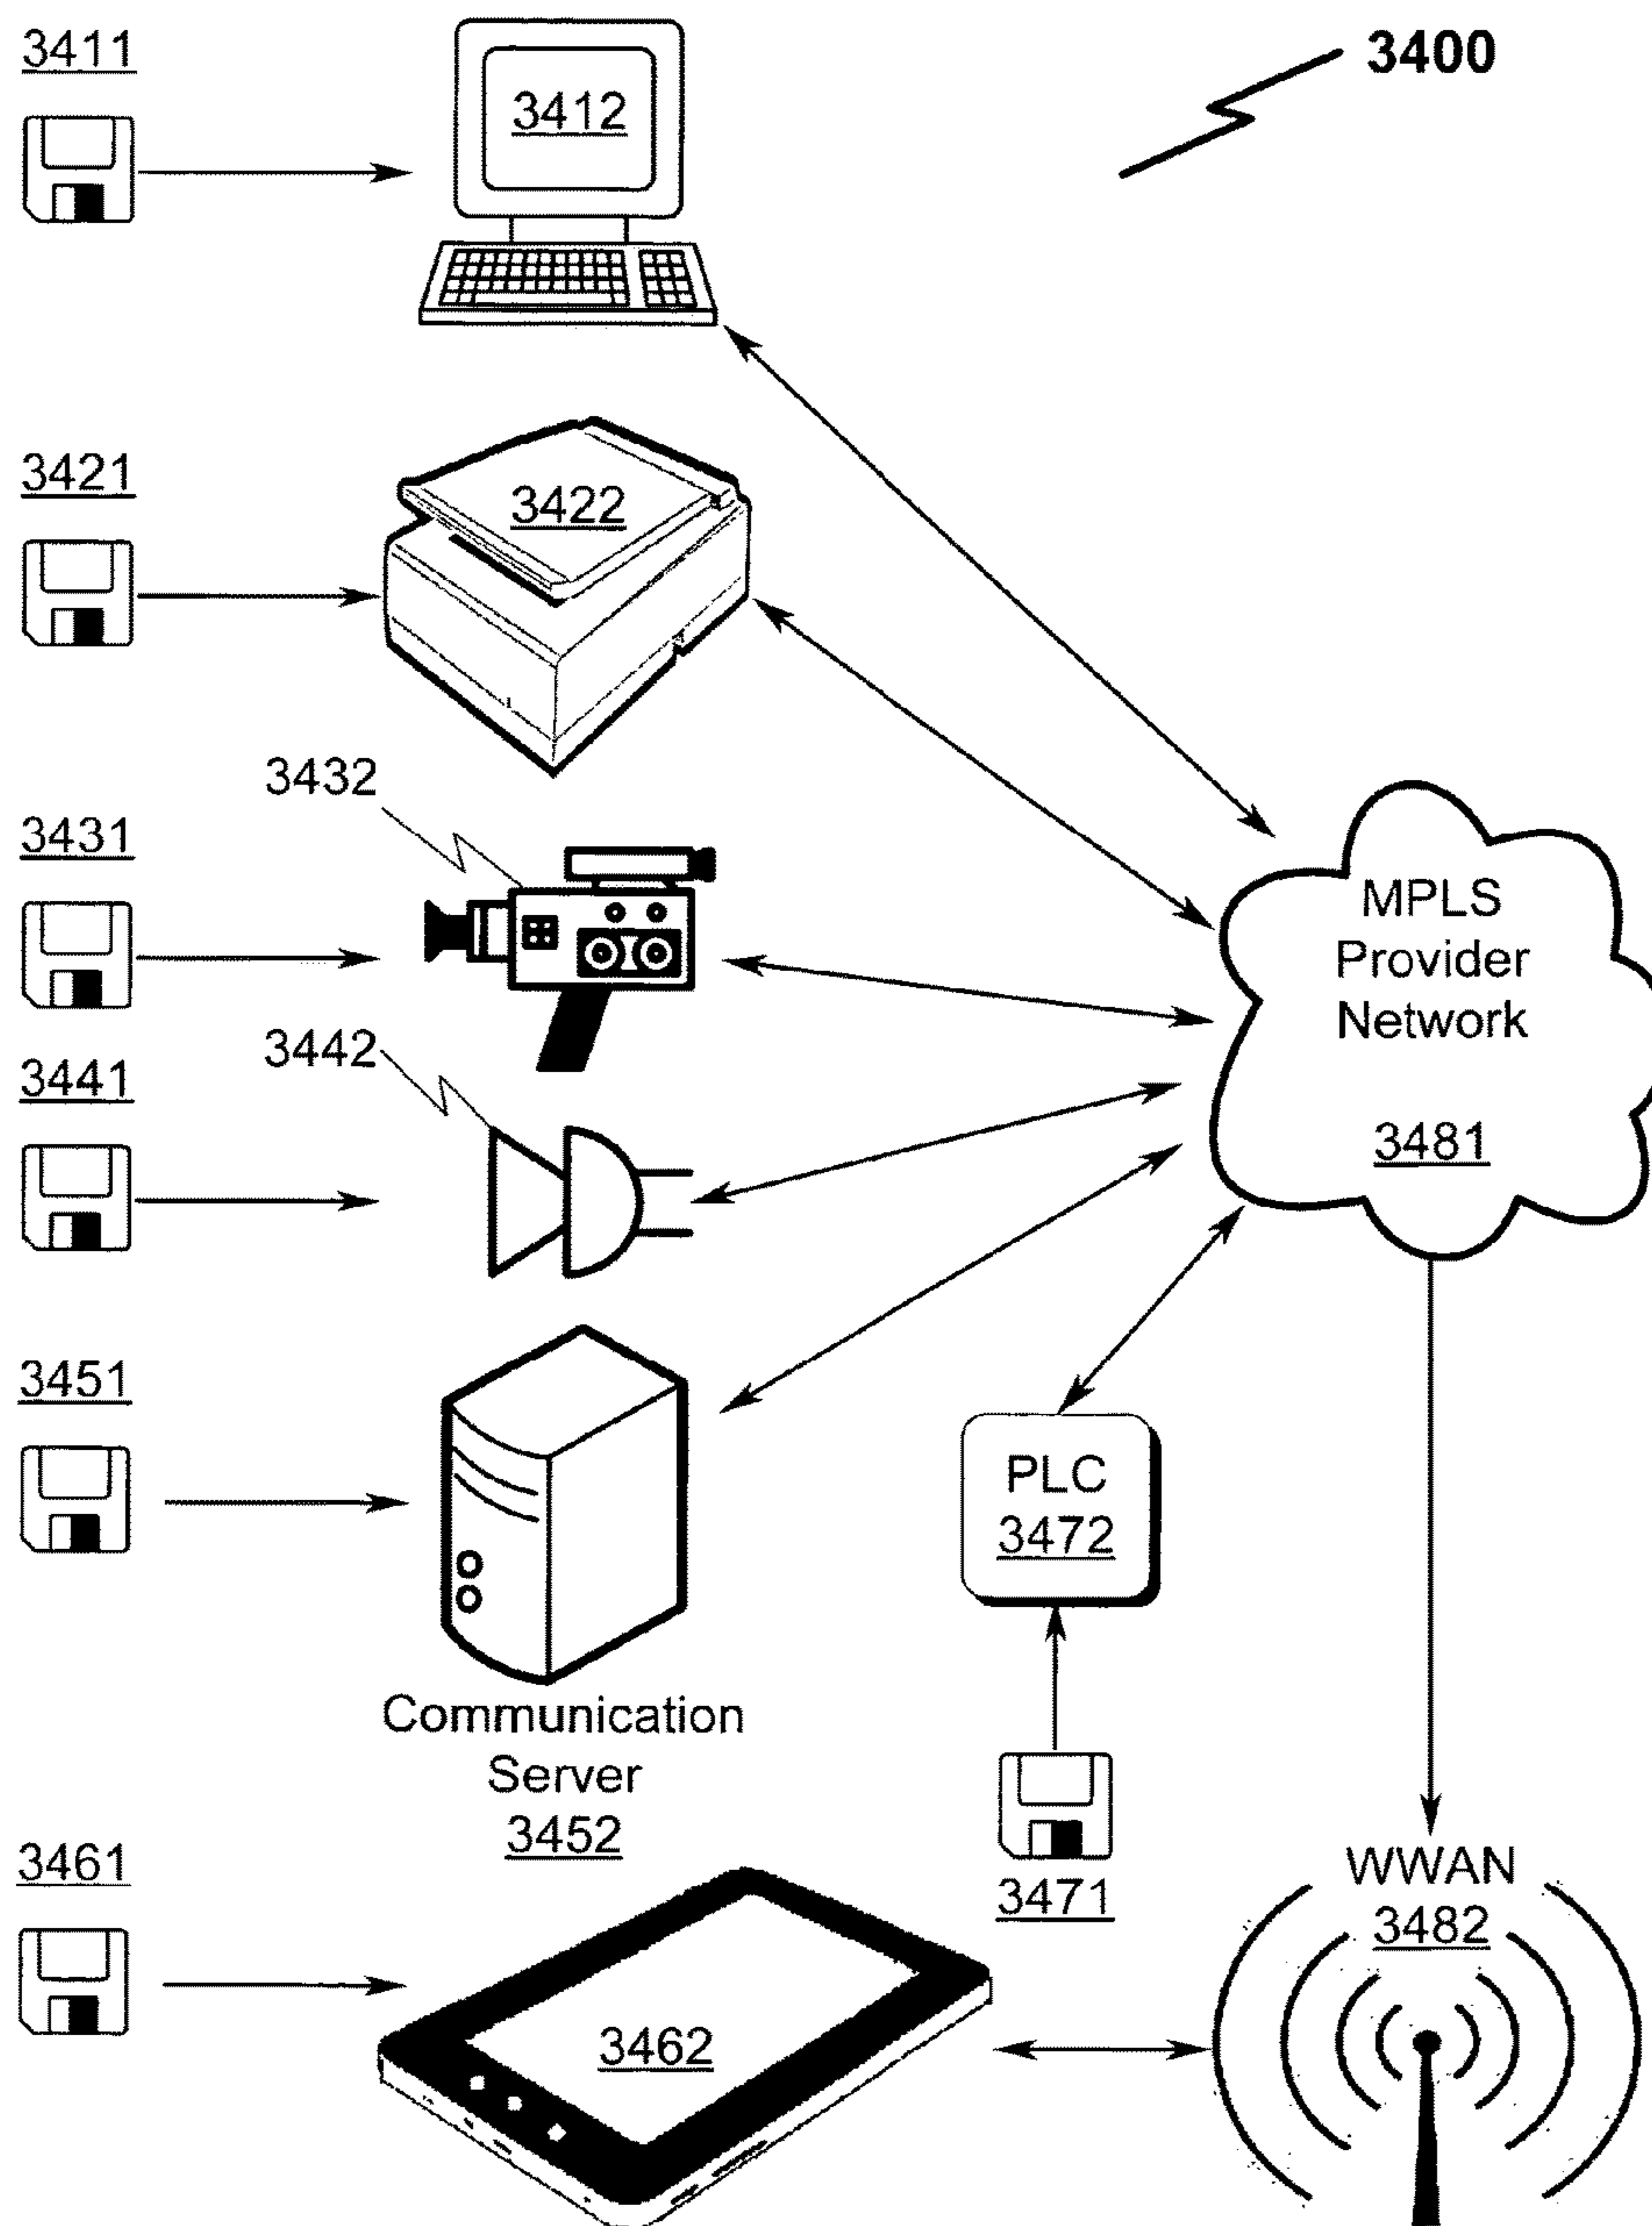 3411
3412
3400
3421
3422
3432
3431
MPLS
Provider
Network
3442
3441
3481
3451
PLC
3472
Communication
Server
3452
3461
3471
WWAN
3482
3462